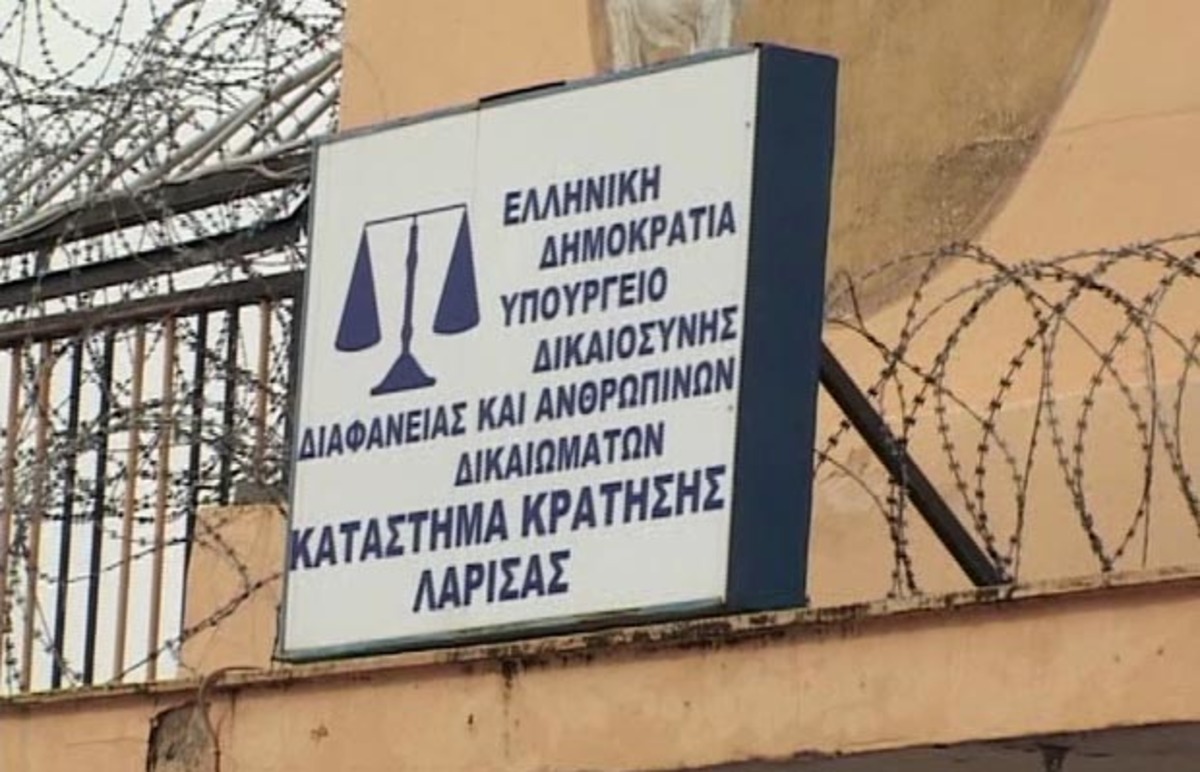 ΕΛΛΗΝΙΚΗ
ΔΗΜΟΚΡΑΤΙΑ
ΥΠΟΥΡΓΕΙΟ
ΔΙΚΑΙΟΣΥΝΗΣ
ΔΙΑΦΑΝΕΙΑΣ ΚΑΙ ΑΝΘΡΩΠΙΝΩΝ
ΔΙΚΑΙΩΜΑΤΩΝ
ΚΑΤΑΣΤΗΜΑ ΚΡΑΤΗΣΗΣ
ΛΑΡΙΣΑΣ